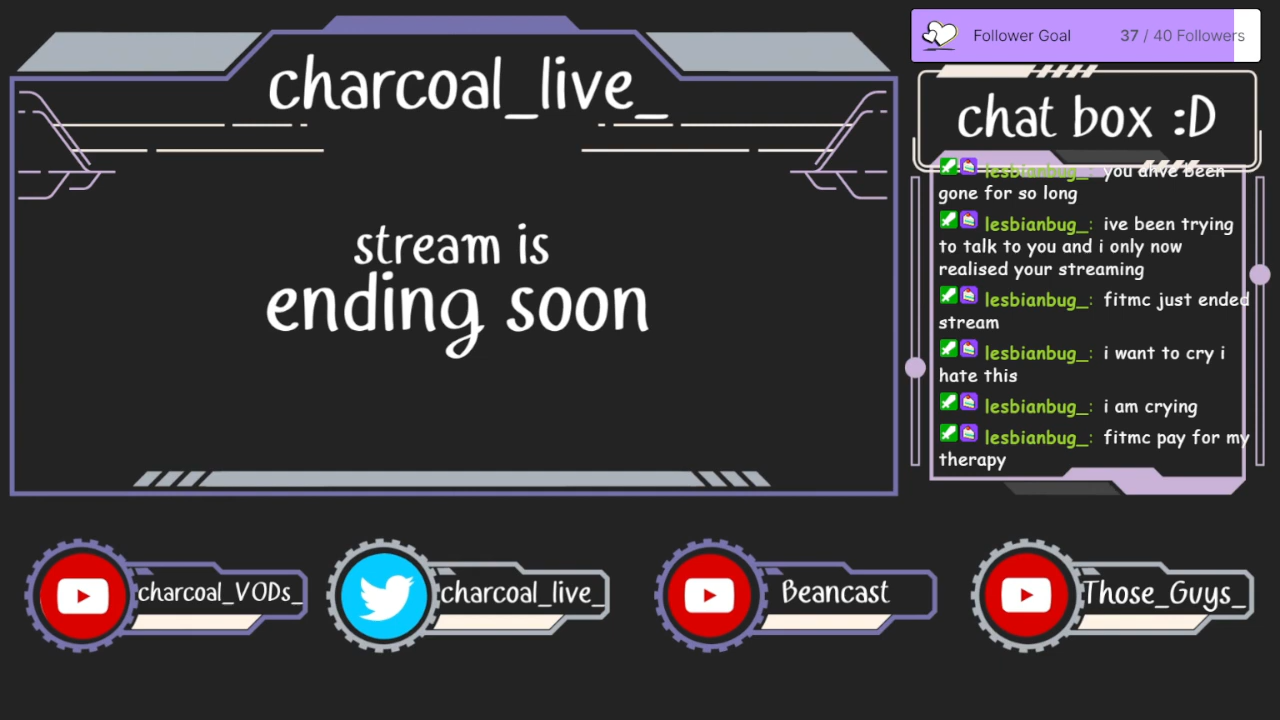 Follower Goal 37 / 40 Followers
charcoal_live_
chat box :D
stream is
ending soon
lesbianbug_: you been
gone for so long
lesbianbug_: ive been trying
to talk to you and i only now
realised your streaming
lesbianbug_: fitmc just ended
stream
lesbianbug_: i want to cry i
hate this
lesbianbug_: i am crying
lesbianbug_: fitmc pay for my
therapy
charcoal_VODs_
charcoal_live_
Beancast
Those_Guys_